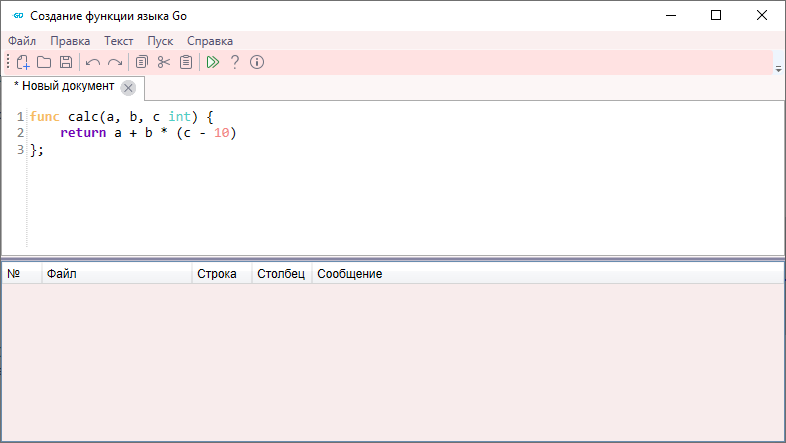 GO Создание функции языка Go
Файл Правка Текст Пуск Справка
* Новый документ
1 func calc(a, b, c int) {
2 return a + b * (c - 10)
3 };
№ Файл Строка Столбец Сообщение